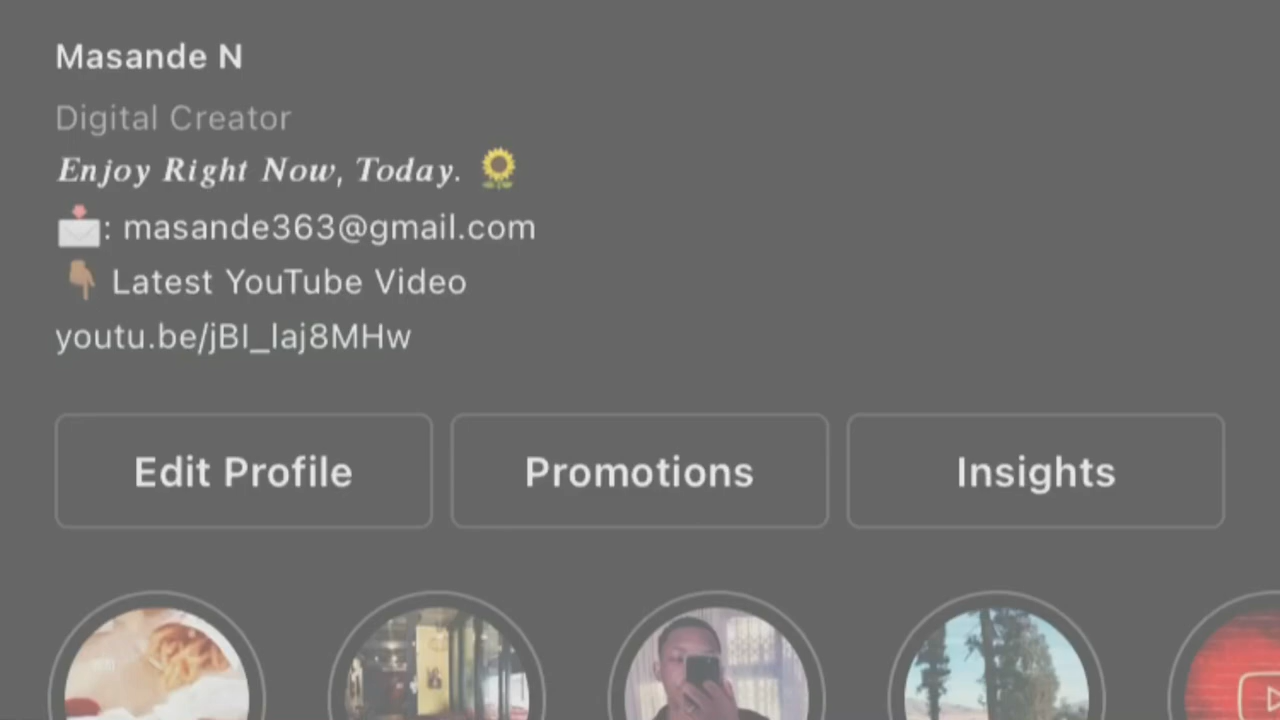 Masande N
Digital Creator
Enjoy Right Now, Today. 🌻
📩: masande363@gmail.com
👇🏽 Latest YouTube Video
youtu.be/jBI_laj8MHw
Edit Profile
Promotions
Insights